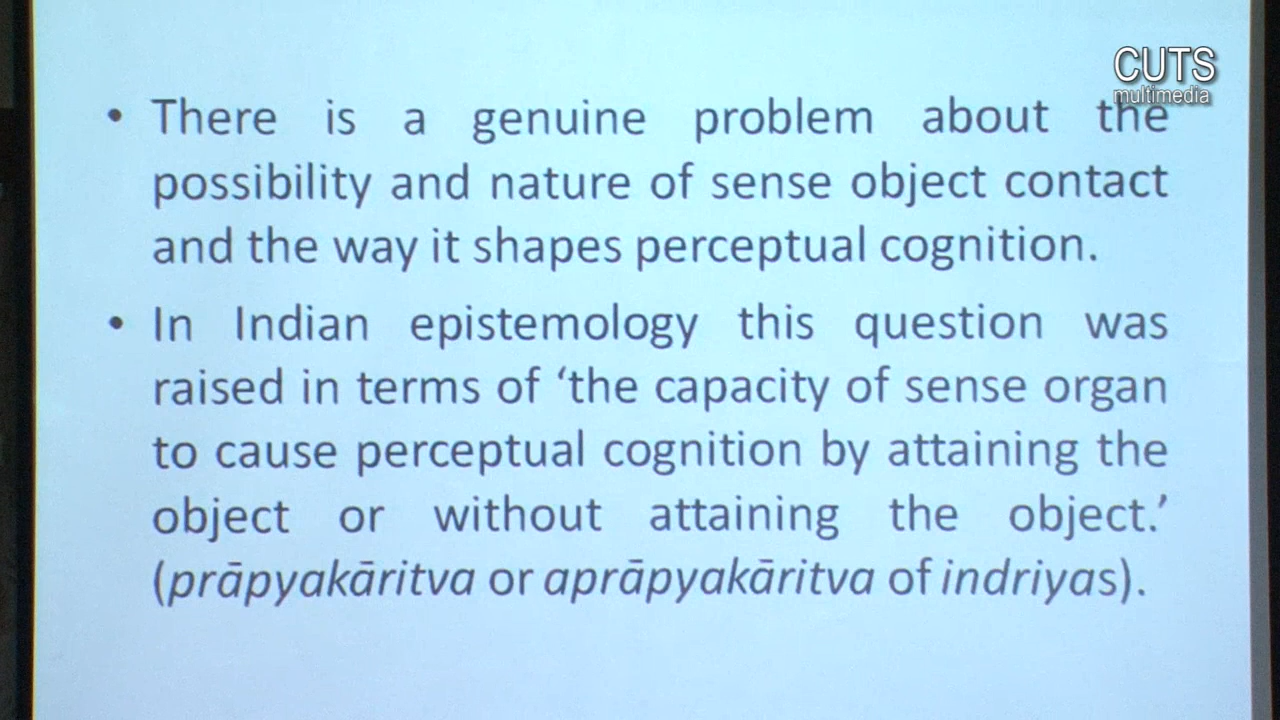 CUTS
multimedia
• There is a genuine problem about the
possibility and nature of sense object contact
and the way it shapes perceptual cognition.
• In Indian epistemology this question was
raised in terms of ‘the capacity of sense organ
to cause perceptual cognition by attaining the
object or without attaining the object.’
(prāpyakāritva or aprāpyakāritva of indriyas).